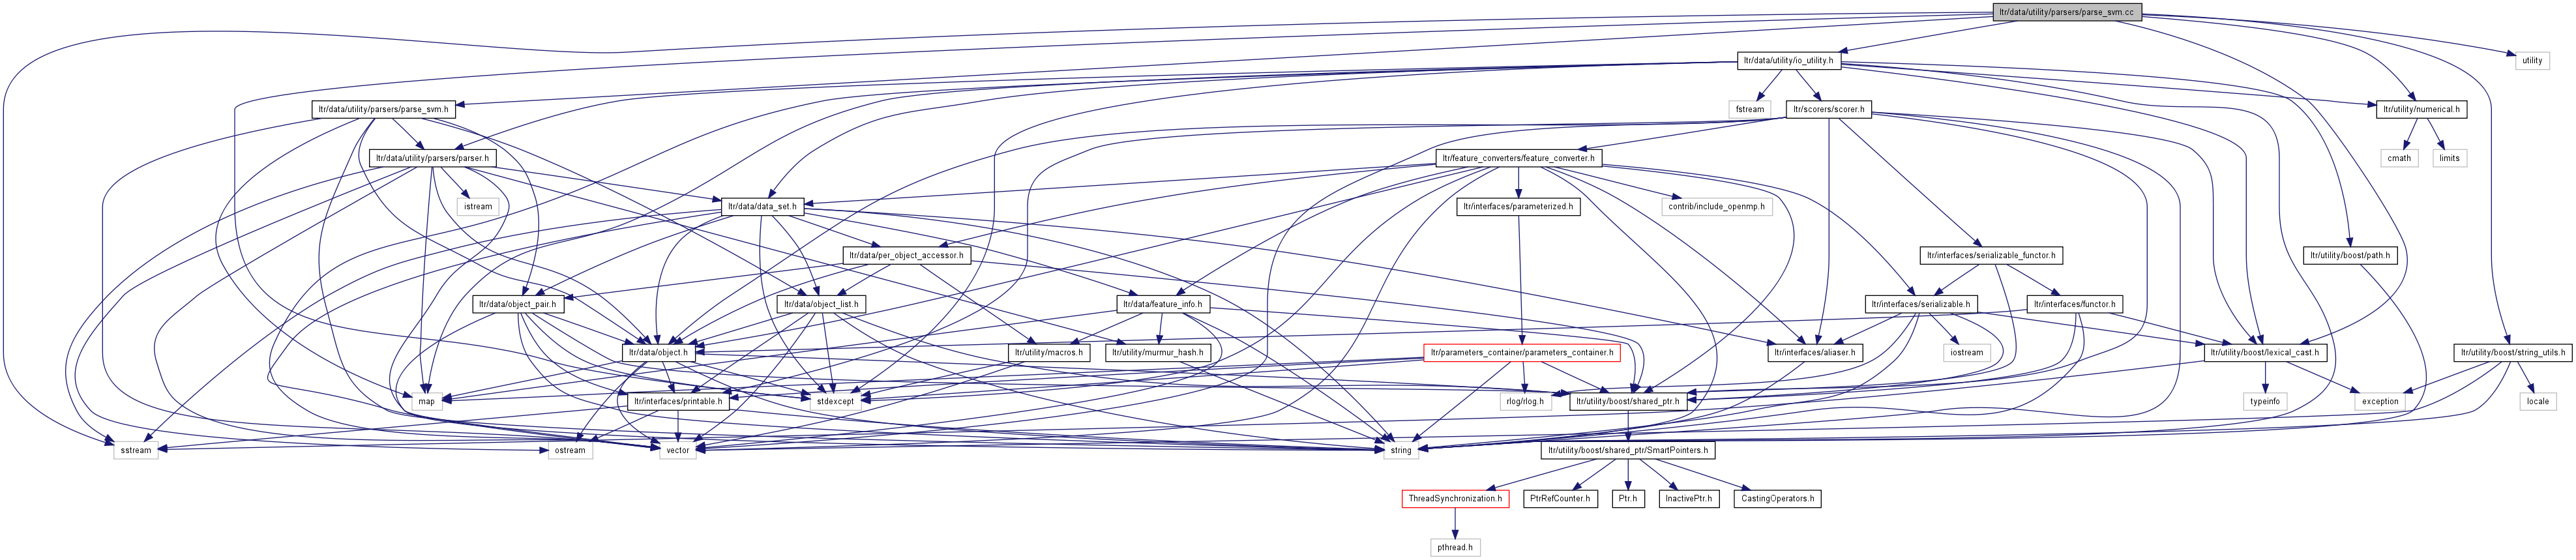 ltr/data/utility/parsers/parse_svm.cc
ltr/data/utility/io_utility.h
utility
ltr/data/utility/parsers/parse_svm.h
fstream
ltr/scorers/scorer.h
ltr/utility/numerical.h
ltr/data/utility/parsers/parser.h
ltr/feature_converters/feature_converter.h
cmath
limits
istream
ltr/data/data_set.h
ltr/interfaces/parameterized.h
contrib/include_openmp.h
ltr/data/per_object_accessor.h
ltr/interfaces/serializable_functor.h
ltr/utility/boost/path.h
ltr/data/object_pair.h
ltr/data/object_list.h
ltr/data/feature_info.h
ltr/interfaces/serializable.h
ltr/interfaces/functor.h
ltr/data/object.h
ltr/utility/macros.h
ltr/utility/murmur_hash.h
ltr/parameters_container/parameters_container.h
ltr/interfaces/aliaser.h
iostream
ltr/utility/boost/lexical_cast.h
ltr/utility/boost/string_utils.h
map
ltr/interfaces/printable.h
stdexcept
rlog/rlog.h
ltr/utility/boost/shared_ptr.h
typeinfo
exception
locale
sstream
ostream
vector
string
ltr/utility/boost/shared_ptr/SmartPointers.h
ThreadSynchronization.h
PtrRefCounter.h
Ptr.h
InactivePtr.h
CastingOperators.h
pthread.h